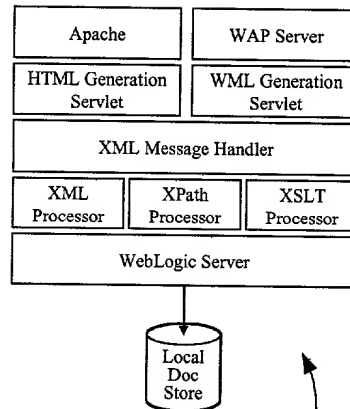 Apache
WAP Server
HTML Generation
Servlet
WML Generation
Servlet
XML Message Handler
XML
Processor
XPath
Processor
XSLT
Processor
WebLogic Server
Local
Doc
Store